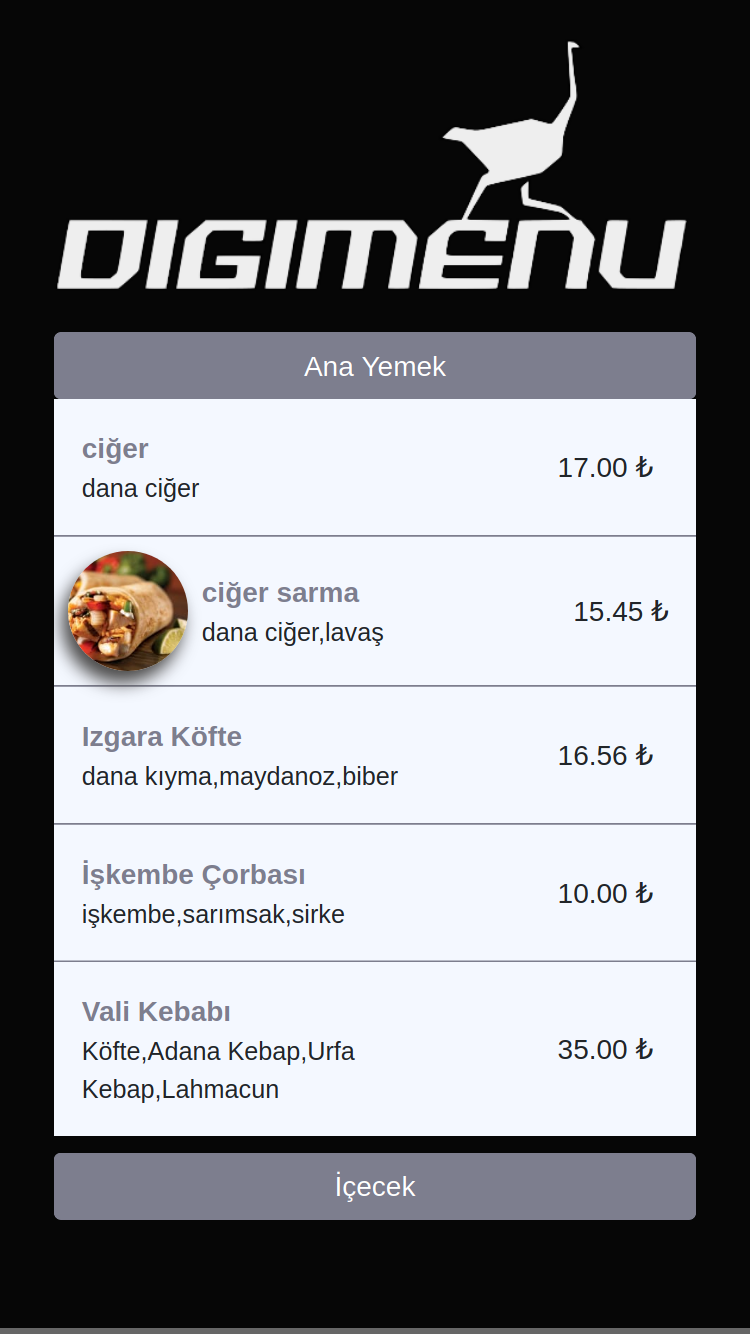 DIGIMENU
Ana Yemek
ciğer
dana ciğer
17.00 ₺
ciğer sarma
dana ciğer,lavaş
15.45 ₺
Izgara Köfte
dana kıyma,maydanoz,biber
16.56 ₺
İşkembe Çorbası
işkembe,sarımsak,sirke
10.00 ₺
Vali Kebabı
Köfte,Adana Kebap,Urfa
Kebap,Lahmacun
35.00 ₺
İçecek